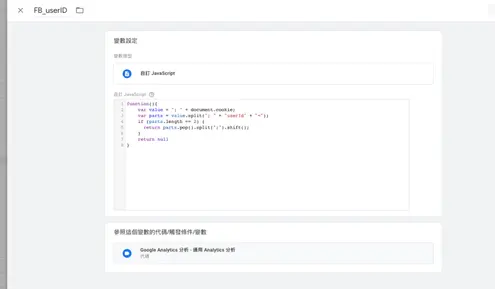 FB_userID
變數設定
變數類型
自訂 JavaScript
自訂 JavaScript
1 function(){
2 var value = "; " + document.cookie;
3 var parts = value.split("; " + "userId" + "=");
4 if (parts.length == 2) {
5 return parts.pop().split(";").shift();
6 }
7 return null
8 }
參照這個變數的代碼/觸發條件/變數
Google Analytics 分析 - 通用 Analytics 分析
代碼